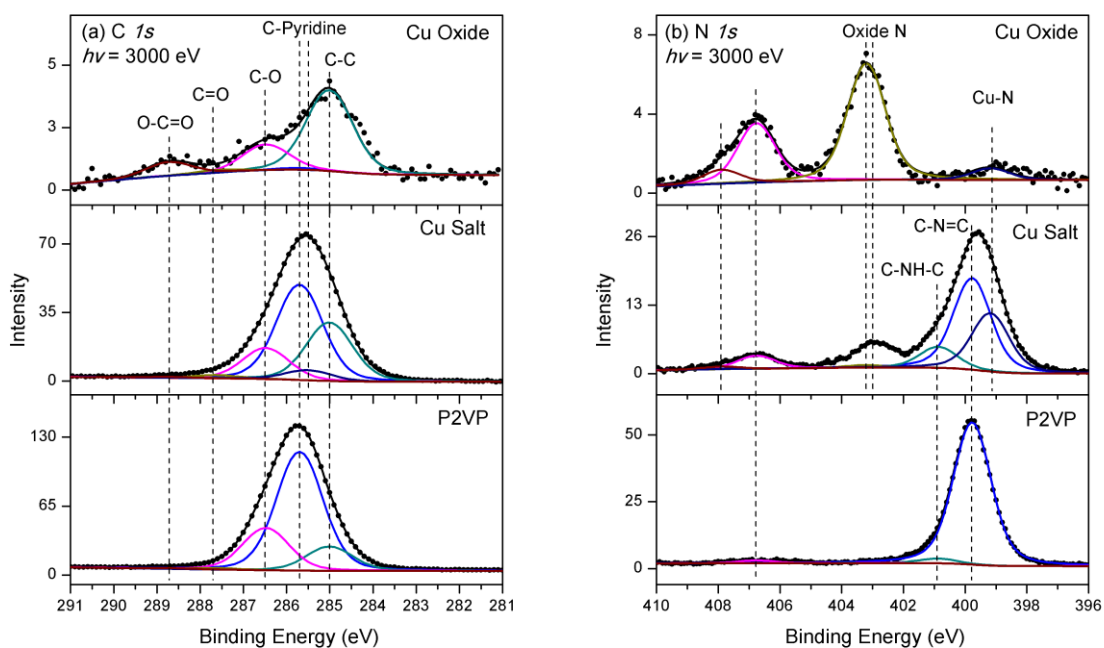 (a) C 1s
hv = 3000 eV
C-Pyridine
Cu Oxide
C-C
C-O
C=O
O-C=O
5
3
0
Cu Salt
70
35
0
P2VP
130
65
0
Intensity
291 290 289 288 287 286 285 284 283 282 281
Binding Energy (eV)
(b) N 1s
hv = 3000 eV
Oxide N
Cu Oxide
Cu-N
8
4
0
C-N=C
Cu Salt
C-NH-C
26
13
0
P2VP
50
25
0
Intensity
410 408 406 404 402 400 398 396
Binding Energy (eV)